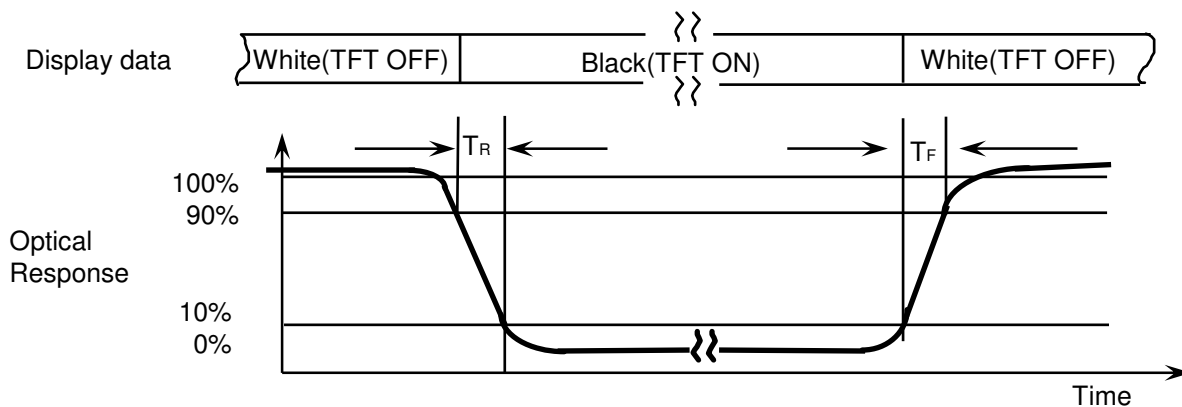 Display data
White(TFT OFF)
Black(TFT ON)
White(TFT OFF)
TR
TF
100%
90%
Optical
Response
10%
0%
Time